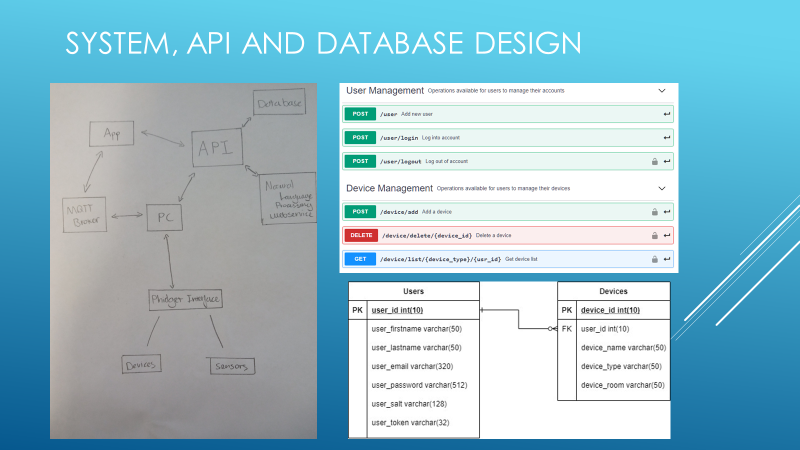 SYSTEM, API AND DATABASE DESIGN
Database
App
API
Natural
Language
Processing
Webservice
MQTT
Broker
PC
Phidger Interface
Devices
Sensors
User Management Operations available for users to manage their accounts
POST /user Add new user
POST /user/login Log into account
POST /user/logout Log out of account
Device Management Operations available for users to manage their devices
POST /device/add Add a device
DELETE /device/delete/{device_id} Delete a device
GET /device/list/{device_type}/{usr_id} Get device list
Users
PK user_id int(10)
user_firstname varchar(50)
user_lastname varchar(50)
user_email varchar(320)
user_password varchar(512)
user_salt varchar(128)
user_token varchar(32)
Devices
PK device_id int(10)
FK user_id int(10)
device_name varchar(50)
device_type varchar(50)
device_room varchar(50)